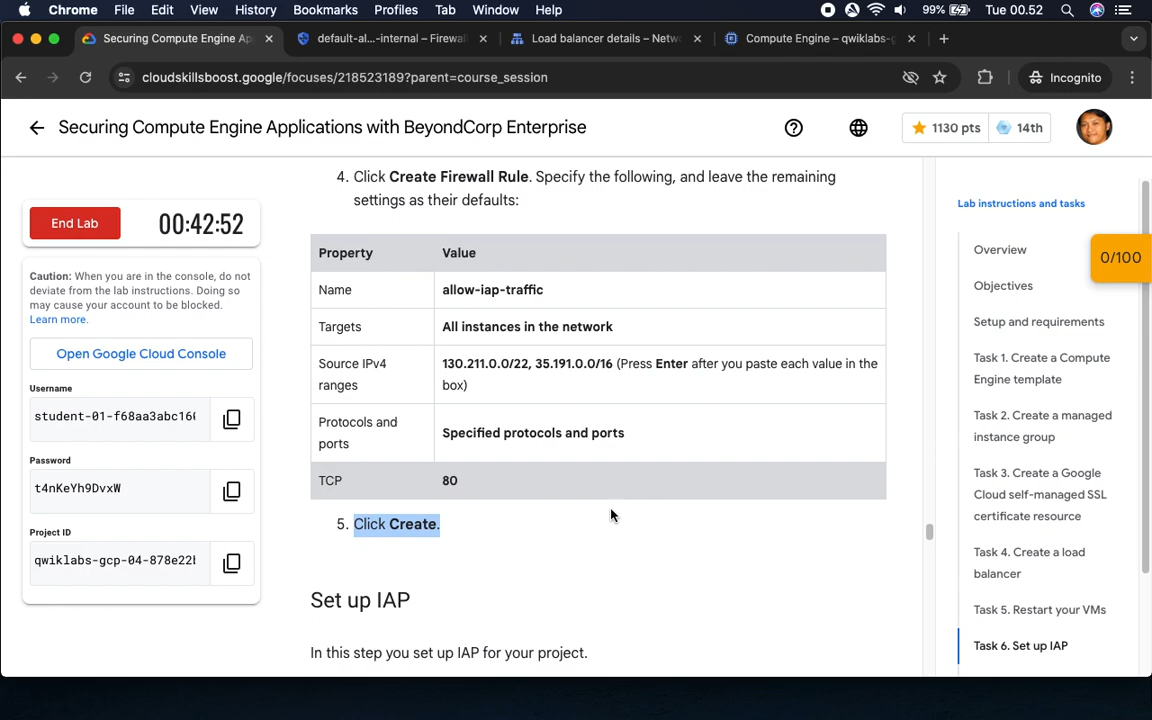 Chrome File Edit View History Bookmarks Profiles Tab Window Help 99% Tue 00.52
Securing Compute Engine Ap
default-al...-internal – Firewal
Load balancer details – Netw
Compute Engine – qwiklabs-g
cloudskillsboost.google/focuses/218523189?parent=course_session
Incognito
Securing Compute Engine Applications with BeyondCorp Enterprise
1130 pts
14th
End Lab
00:42:52
Caution: When you are in the console, do not
deviate from the lab instructions. Doing so
may cause your account to be blocked.
Learn more.
Open Google Cloud Console
Username
student-01-f68aa3abc16
Password
t4nKeYh9DvxW
Project ID
qwiklabs-gcp-04-878e22
4. Click Create Firewall Rule. Specify the following, and leave the remaining
settings as their defaults:
Property Value
Name allow-iap-traffic
Targets All instances in the network
Source IPv4 ranges 130.211.0.0/22, 35.191.0.0/16 (Press Enter after you paste each value in the
box)
Protocols and ports Specified protocols and ports
TCP 80
5. Click Create.
Set up IAP
In this step you set up IAP for your project.
Lab instructions and tasks
0/100
Overview
Objectives
Setup and requirements
Task 1. Create a Compute
Engine template
Task 2. Create a managed
instance group
Task 3. Create a Google
Cloud self-managed SSL
certificate resource
Task 4. Create a load
balancer
Task 5. Restart your VMs
Task 6. Set up IAP